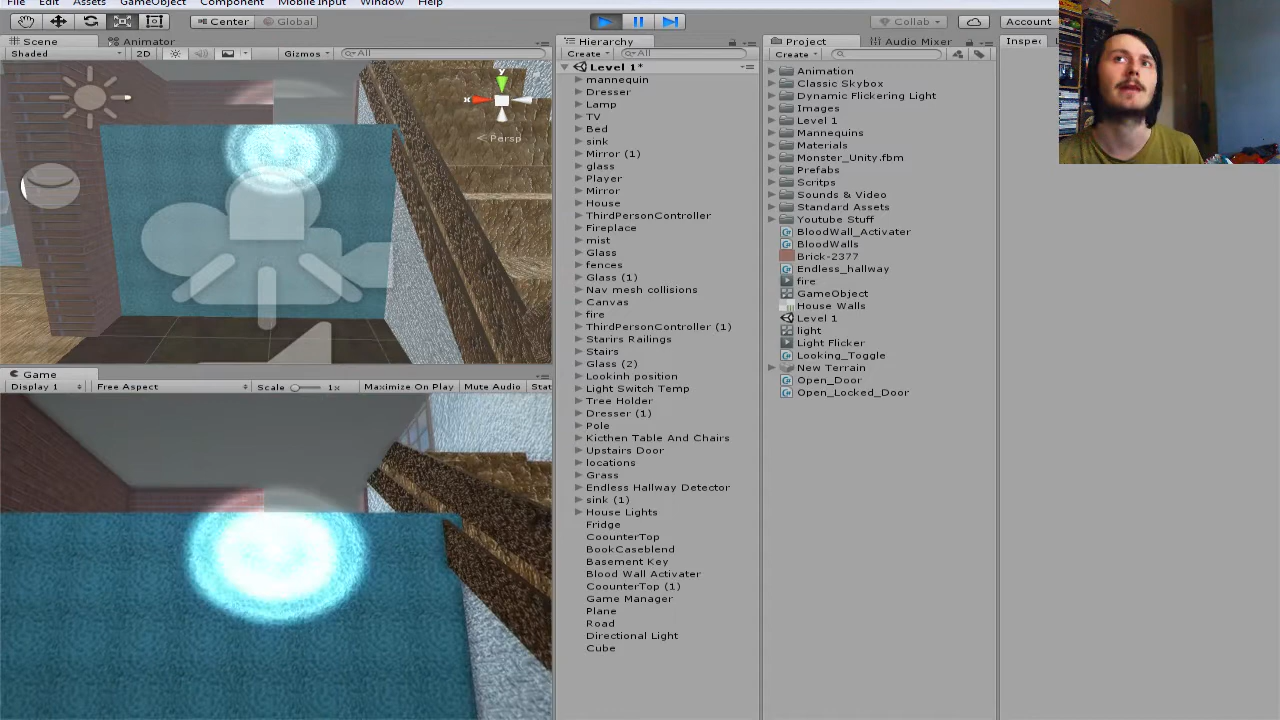 File Edit Assets GameObject Component Mobile Input Window Help
Center Global Collab Account
Scene Animator
Shaded 2D Gizmos All
y
x
Persp
Game
Display 1 Free Aspect Scale 1x Maximize On Play Mute Audio Stat
Hierarchy
Create All
Level 1*
mannequin
Dresser
Lamp
TV
Bed
sink
Mirror (1)
glass
Player
Mirror
House
ThirdPersonController
Fireplace
mist
Glass
fences
Glass (1)
Nav mesh collisions
Canvas
fire
ThirdPersonController (1)
Starirs Railings
Stairs
Glass (2)
Lookinh position
Light Switch Temp
Tree Holder
Dresser (1)
Pole
Kicthen Table And Chairs
Upstairs Door
locations
Grass
Endless Hallway Detector
sink (1)
House Lights
Fridge
CoounterTop
BookCaseblend
Basement Key
Blood Wall Activater
CoounterTop (1)
Game Manager
Plane
Road
Directional Light
Cube
Project Audio Mixer
Create
Animation
Classic Skybox
Dynamic Flickering Light
Images
Level 1
Mannequins
Materials
Monster_Unity.fbm
Prefabs
Scritps
Sounds & Video
Standard Assets
Youtube Stuff
BloodWall_Activater
BloodWalls
Brick-2377
Endless_hallway
fire
GameObject
House Walls
Level 1
light
Light Flicker
Looking_Toggle
New Terrain
Open_Door
Open_Locked_Door
Inspec